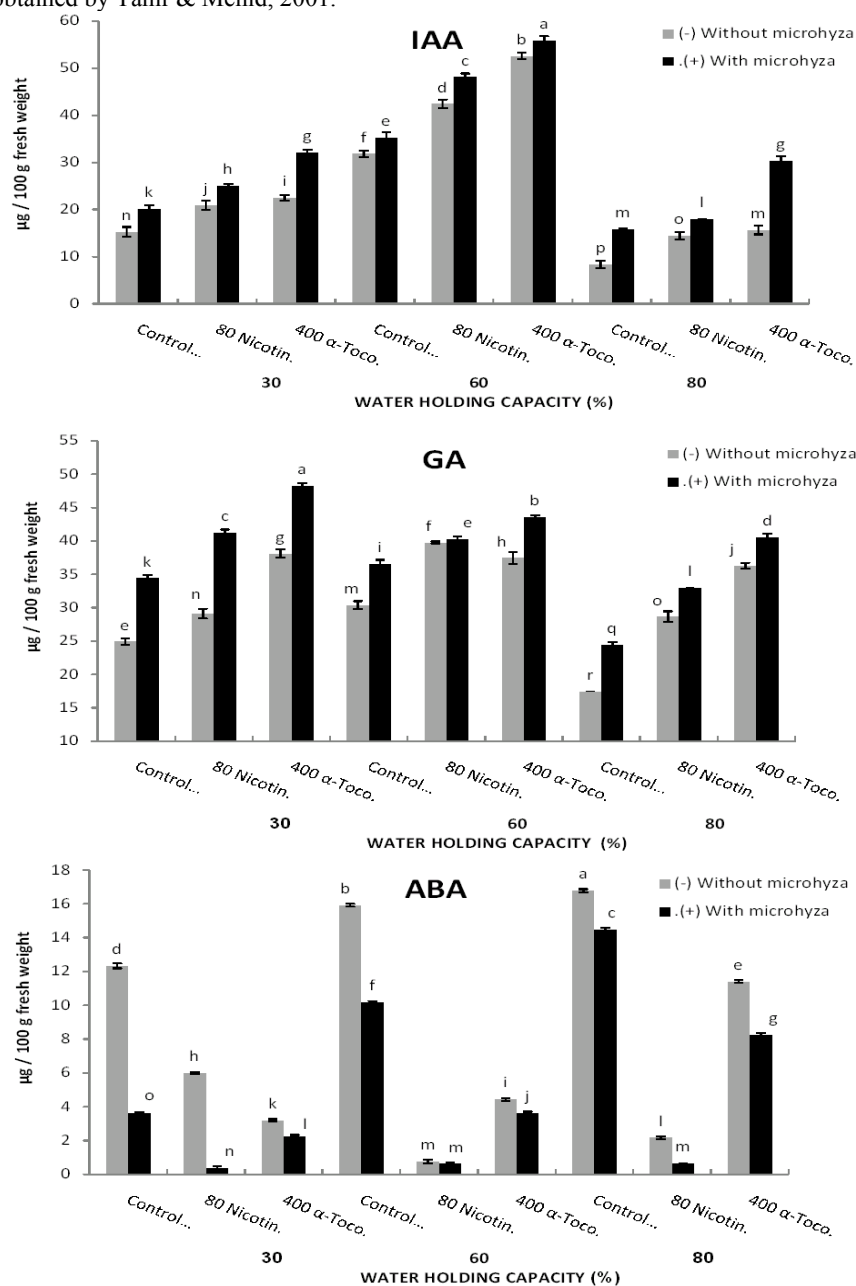 obtained by Tahir & Mehid, 2001.
IAA
(-) Without microhyza
.(+) With microhyza
µg / 100 g fresh weight
60
50
40
30
20
10
0
n k j h i g f e d c b a p m o l m g
Control... 80 Nicotin. 400 α-Toco. Control... 80 Nicotin. 400 α-Toco. Control... 80 Nicotin. 400 α-Toco.
30 60 80
WATER HOLDING CAPACITY (%)
GA
(-) Without microhyza
.(+) With microhyza
µg / 100 g fresh weight
55
50
45
40
35
30
25
20
15
10
e k n c g a m i f e h b r q o l j d
Control... 80 Nicotin. 400 α-Toco. Control... 80 Nicotin. 400 α-Toco. Control... 80 Nicotin. 400 α-Toco.
30 60 80
WATER HOLDING CAPACITY (%)
ABA
(-) Without microhyza
.(+) With microhyza
µg / 100 g fresh weight
18
16
14
12
10
8
6
4
2
0
d o h n k l b f m m i j a c l m e g
Control... 80 Nicotin. 400 α-Toco. Control... 80 Nicotin. 400 α-Toco. Control... 80 Nicotin. 400 α-Toco.
30 60 80
WATER HOLDING CAPACITY (%)